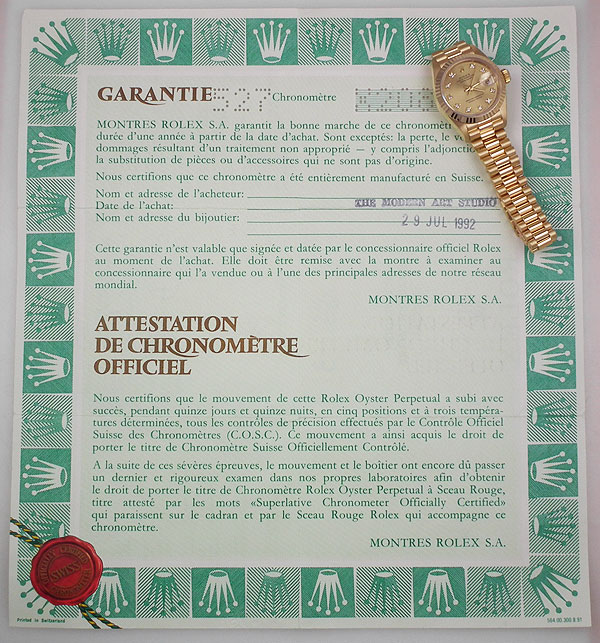 GARANTIE 527 Chronomètre
MONTRES ROLEX S.A. garantit la bonne marche de ce chronomètre
durée d'une année à partir de la date d'achat. Sont exceptés: la perte, le
dommages résultant d'un traitement non approprié — y compris l'adjonction
la substitution de pièces ou d'accessoires qui ne sont pas d'origine.
Nous certifions que ce chronomètre a été entièrement manufacturé en Suisse.
Nom et adresse de l'acheteur:
Date de l'achat: THE MODERN ART STUDIO
Nom et adresse du bijoutier: 29 JUL 1992
Cette garantie n'est valable que signée et datée par le concessionnaire officiel Rolex
au moment de l'achat. Elle doit être remise avec la montre à examiner au
concessionnaire qui l'a vendue ou à l'une des principales adresses de notre réseau
mondial.
MONTRES ROLEX S.A.
ATTESTATION
DE CHRONOMÈTRE
OFFICIEL
Nous certifions que le mouvement de cette Rolex Oyster Perpetual a subi avec
succès, pendant quinze jours et quinze nuits, en cinq positions et à trois tempéra-
tures déterminées, tous les contrôles de précision effectués par le Contrôle Officiel
Suisse des Chronomètres (C.O.S.C.). Ce mouvement a ainsi acquis le droit de
porter le titre de Chronomètre Suisse Officiellement Contrôlé.
A la suite de ces sévères épreuves, le mouvement et le boîtier ont encore dû passer
un dernier et rigoureux examen dans nos propres laboratoires afin d'obtenir
le droit de porter le titre de Chronomètre Rolex Oyster Perpetual à Sceau Rouge,
titre attesté par les mots «Superlative Chronometer Officially Certified»
qui paraissent sur le cadran et par le Sceau Rouge Rolex qui accompagne ce
chronomètre.
MONTRES ROLEX S.A.
SWISS
Printed in Switzerland